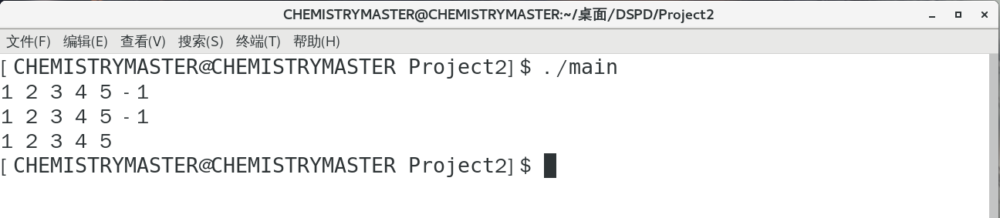 CHEMISTRYMASTER@CHEMISTRYMASTER:~/桌面/DSPD/Project2
文件(F) 编辑(E) 查看(V) 搜索(S) 终端(T) 帮助(H)
[CHEMISTRYMASTER@CHEMISTRYMASTER Project2]$ ./main
1 2 3 4 5 -1
1 2 3 4 5 -1
1 2 3 4 5
[CHEMISTRYMASTER@CHEMISTRYMASTER Project2]$